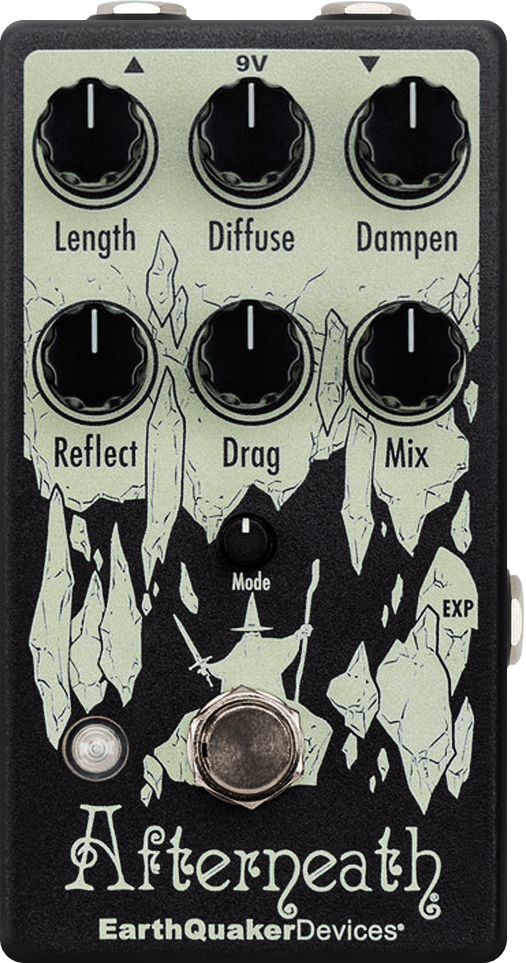 9V
Length Diffuse Dampen
Reflect Drag Mix
Mode
EXP
Afterneath
EarthQuakerDevices®